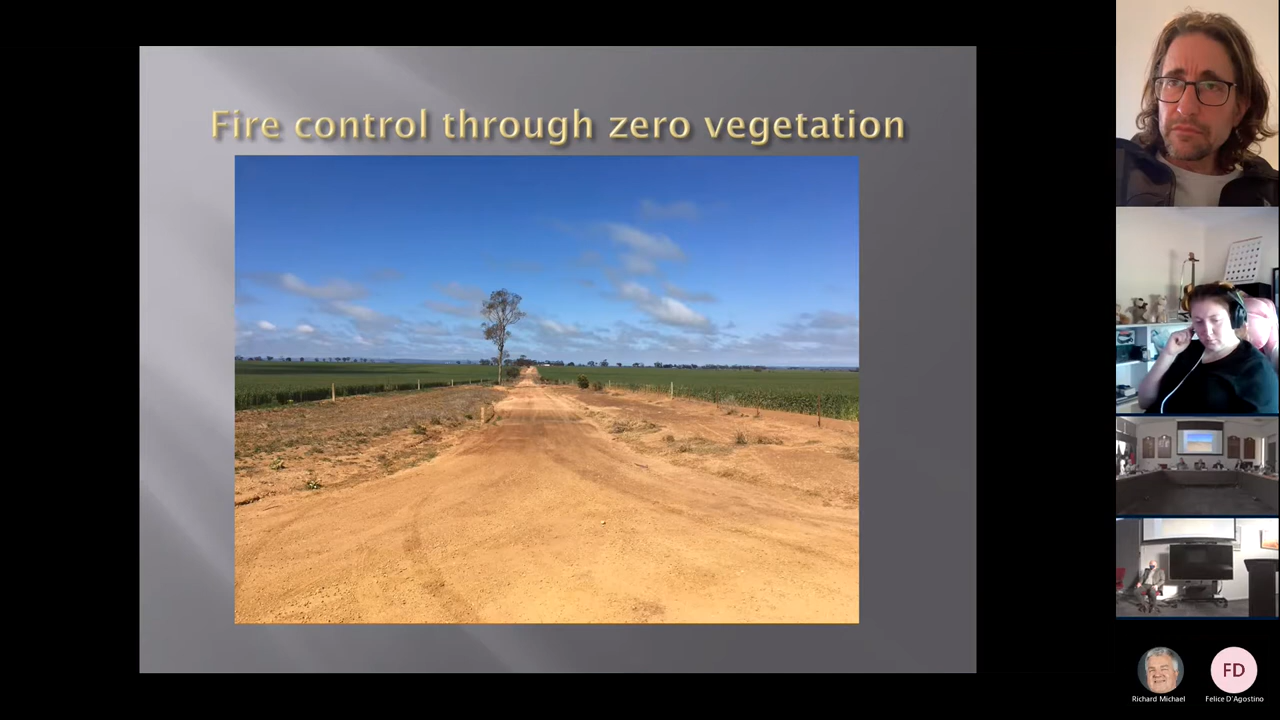 Fire control through zero vegetation
FD
Richard Michael
Felice D'Agostino